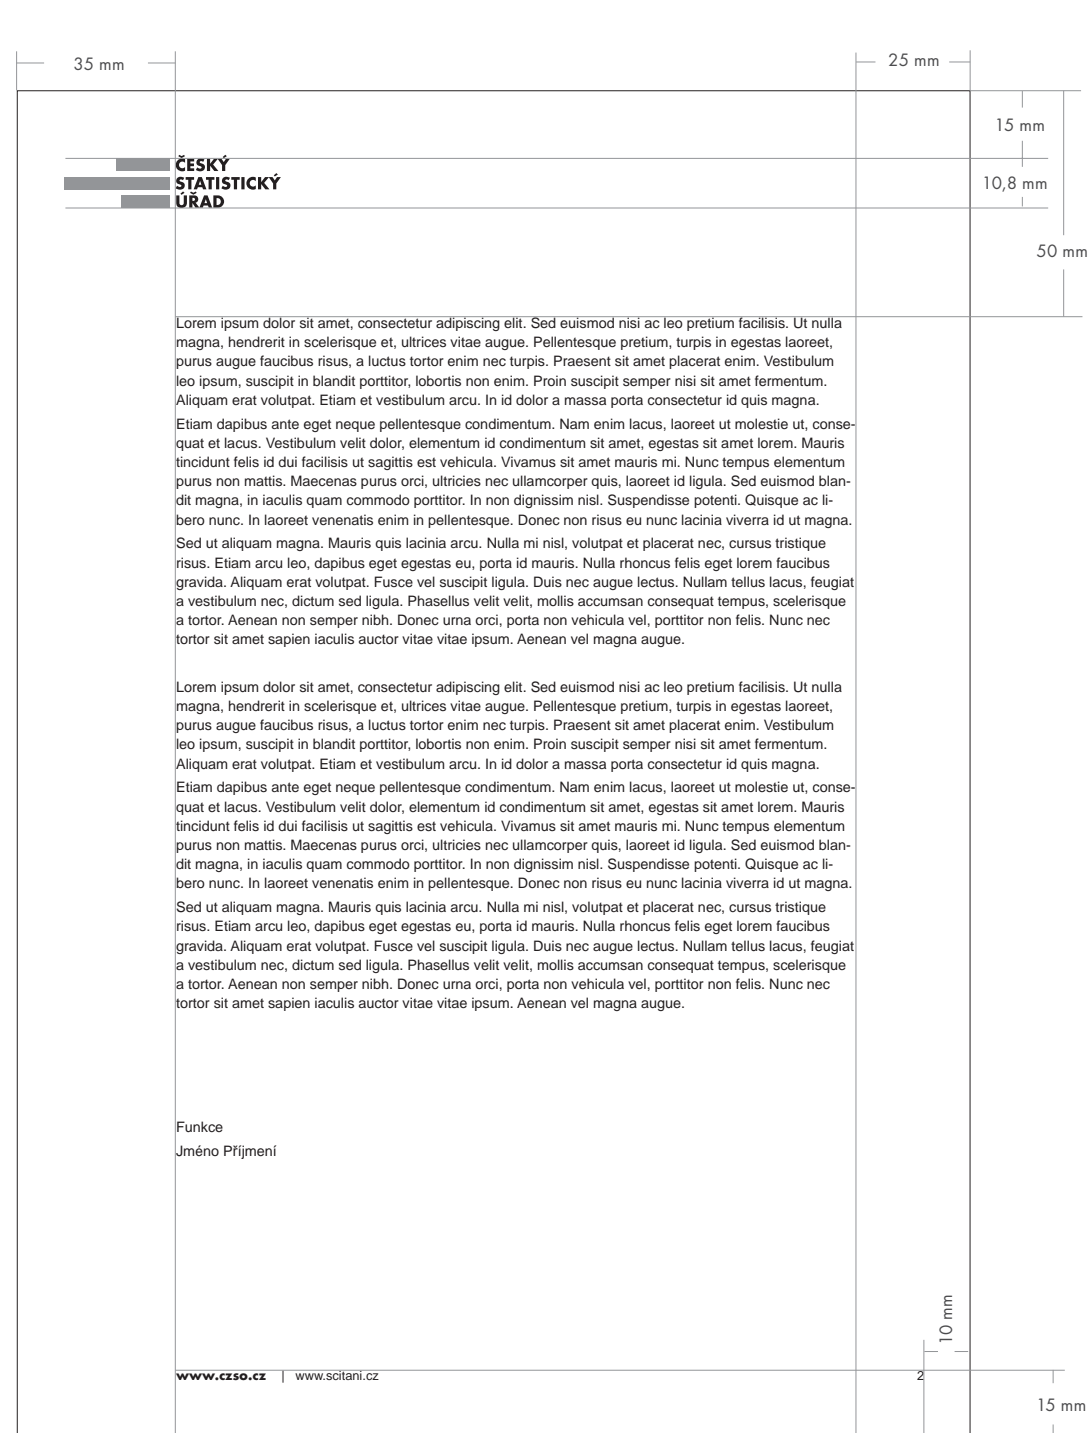 35 mm
25 mm
15 mm
ČESKÝ
STATISTICKÝ
ÚŘAD
10,8 mm
50 mm
Lorem ipsum dolor sit amet, consectetur adipiscing elit. Sed euismod nisi ac leo pretium facilisis. Ut nulla
magna, hendrerit in scelerisque et, ultrices vitae augue. Pellentesque pretium, turpis in egestas laoreet,
purus augue faucibus risus, a luctus tortor enim nec turpis. Praesent sit amet placerat enim. Vestibulum
leo ipsum, suscipit in blandit porttitor, lobortis non enim. Proin suscipit semper nisi sit amet fermentum.
Aliquam erat volutpat. Etiam et vestibulum arcu. In id dolor a massa porta consectetur id quis magna.
Etiam dapibus ante eget neque pellentesque condimentum. Nam enim lacus, laoreet ut molestie ut, conse-
quat et lacus. Vestibulum velit dolor, elementum id condimentum sit amet, egestas sit amet lorem. Mauris
tincidunt felis id dui facilisis ut sagittis est vehicula. Vivamus sit amet mauris mi. Nunc tempus elementum
purus non mattis. Maecenas purus orci, ultricies nec ullamcorper quis, laoreet id ligula. Sed euismod blan-
dit magna, in iaculis quam commodo porttitor. In non dignissim nisl. Suspendisse potenti. Quisque ac li-
bero nunc. In laoreet venenatis enim in pellentesque. Donec non risus eu nunc lacinia viverra id ut magna.
Sed ut aliquam magna. Mauris quis lacinia arcu. Nulla mi nisl, volutpat et placerat nec, cursus tristique
risus. Etiam arcu leo, dapibus eget egestas eu, porta id mauris. Nulla rhoncus felis eget lorem faucibus
gravida. Aliquam erat volutpat. Fusce vel suscipit ligula. Duis nec augue lectus. Nullam tellus lacus, feugiat
a vestibulum nec, dictum sed ligula. Phasellus velit velit, mollis accumsan consequat tempus, scelerisque
a tortor. Aenean non semper nibh. Donec urna orci, porta non vehicula vel, porttitor non felis. Nunc nec
tortor sit amet sapien iaculis auctor vitae vitae ipsum. Aenean vel magna augue.
Lorem ipsum dolor sit amet, consectetur adipiscing elit. Sed euismod nisi ac leo pretium facilisis. Ut nulla
magna, hendrerit in scelerisque et, ultrices vitae augue. Pellentesque pretium, turpis in egestas laoreet,
purus augue faucibus risus, a luctus tortor enim nec turpis. Praesent sit amet placerat enim. Vestibulum
leo ipsum, suscipit in blandit porttitor, lobortis non enim. Proin suscipit semper nisi sit amet fermentum.
Aliquam erat volutpat. Etiam et vestibulum arcu. In id dolor a massa porta consectetur id quis magna.
Etiam dapibus ante eget neque pellentesque condimentum. Nam enim lacus, laoreet ut molestie ut, conse-
quat et lacus. Vestibulum velit dolor, elementum id condimentum sit amet, egestas sit amet lorem. Mauris
tincidunt felis id dui facilisis ut sagittis est vehicula. Vivamus sit amet mauris mi. Nunc tempus elementum
purus non mattis. Maecenas purus orci, ultricies nec ullamcorper quis, laoreet id ligula. Sed euismod blan-
dit magna, in iaculis quam commodo porttitor. In non dignissim nisl. Suspendisse potenti. Quisque ac li-
bero nunc. In laoreet venenatis enim in pellentesque. Donec non risus eu nunc lacinia viverra id ut magna.
Sed ut aliquam magna. Mauris quis lacinia arcu. Nulla mi nisl, volutpat et placerat nec, cursus tristique
risus. Etiam arcu leo, dapibus eget egestas eu, porta id mauris. Nulla rhoncus felis eget lorem faucibus
gravida. Aliquam erat volutpat. Fusce vel suscipit ligula. Duis nec augue lectus. Nullam tellus lacus, feugiat
a vestibulum nec, dictum sed ligula. Phasellus velit velit, mollis accumsan consequat tempus, scelerisque
a tortor. Aenean non semper nibh. Donec urna orci, porta non vehicula vel, porttitor non felis. Nunc nec
tortor sit amet sapien iaculis auctor vitae vitae ipsum. Aenean vel magna augue.
Funkce
Jméno Příjmení
10 mm
www.czso.cz | www.scitani.cz 2
15 mm